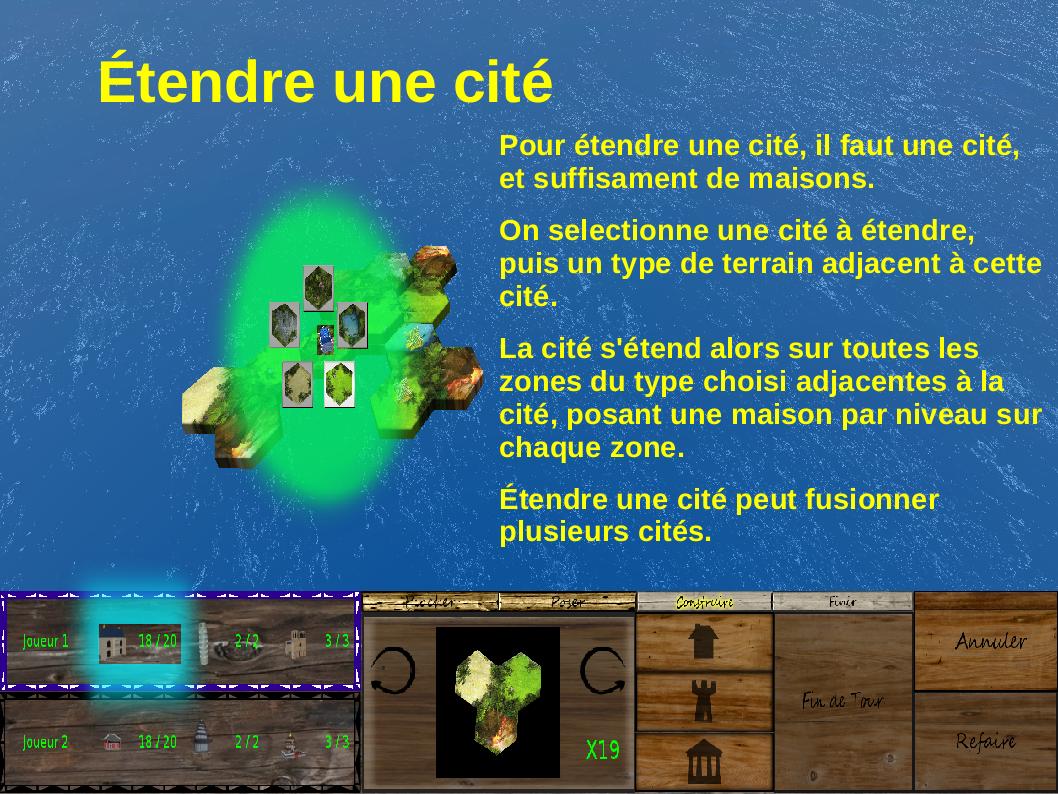 Étendre une cité
Pour étendre une cité, il faut une cité,
et suffisament de maisons.
On selectionne une cité à étendre,
puis un type de terrain adjacent à cette
cité.
La cité s'étend alors sur toutes les
zones du type choisi adjacentes à la
cité, posant une maison par niveau sur
chaque zone.
Étendre une cité peut fusionner
plusieurs cités.
Piocher Poser Construire Finir
Joueur 1 18/20 2/2 3/3
Annuler
Fin de Tour
Joueur 2 18/20 2/2 3/3
X19
Refaire